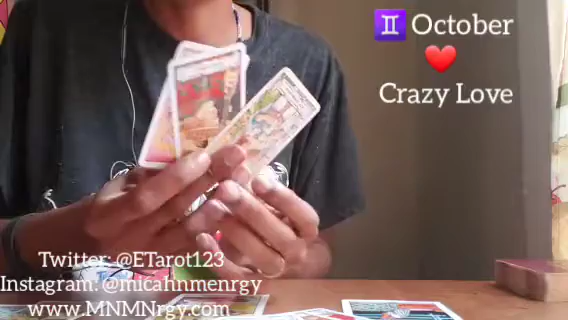 ♊ October
❤️
Crazy Love
Twitter: @ETarot123
Instagram: @micahnmenrgy
www.MNMNrgy.com